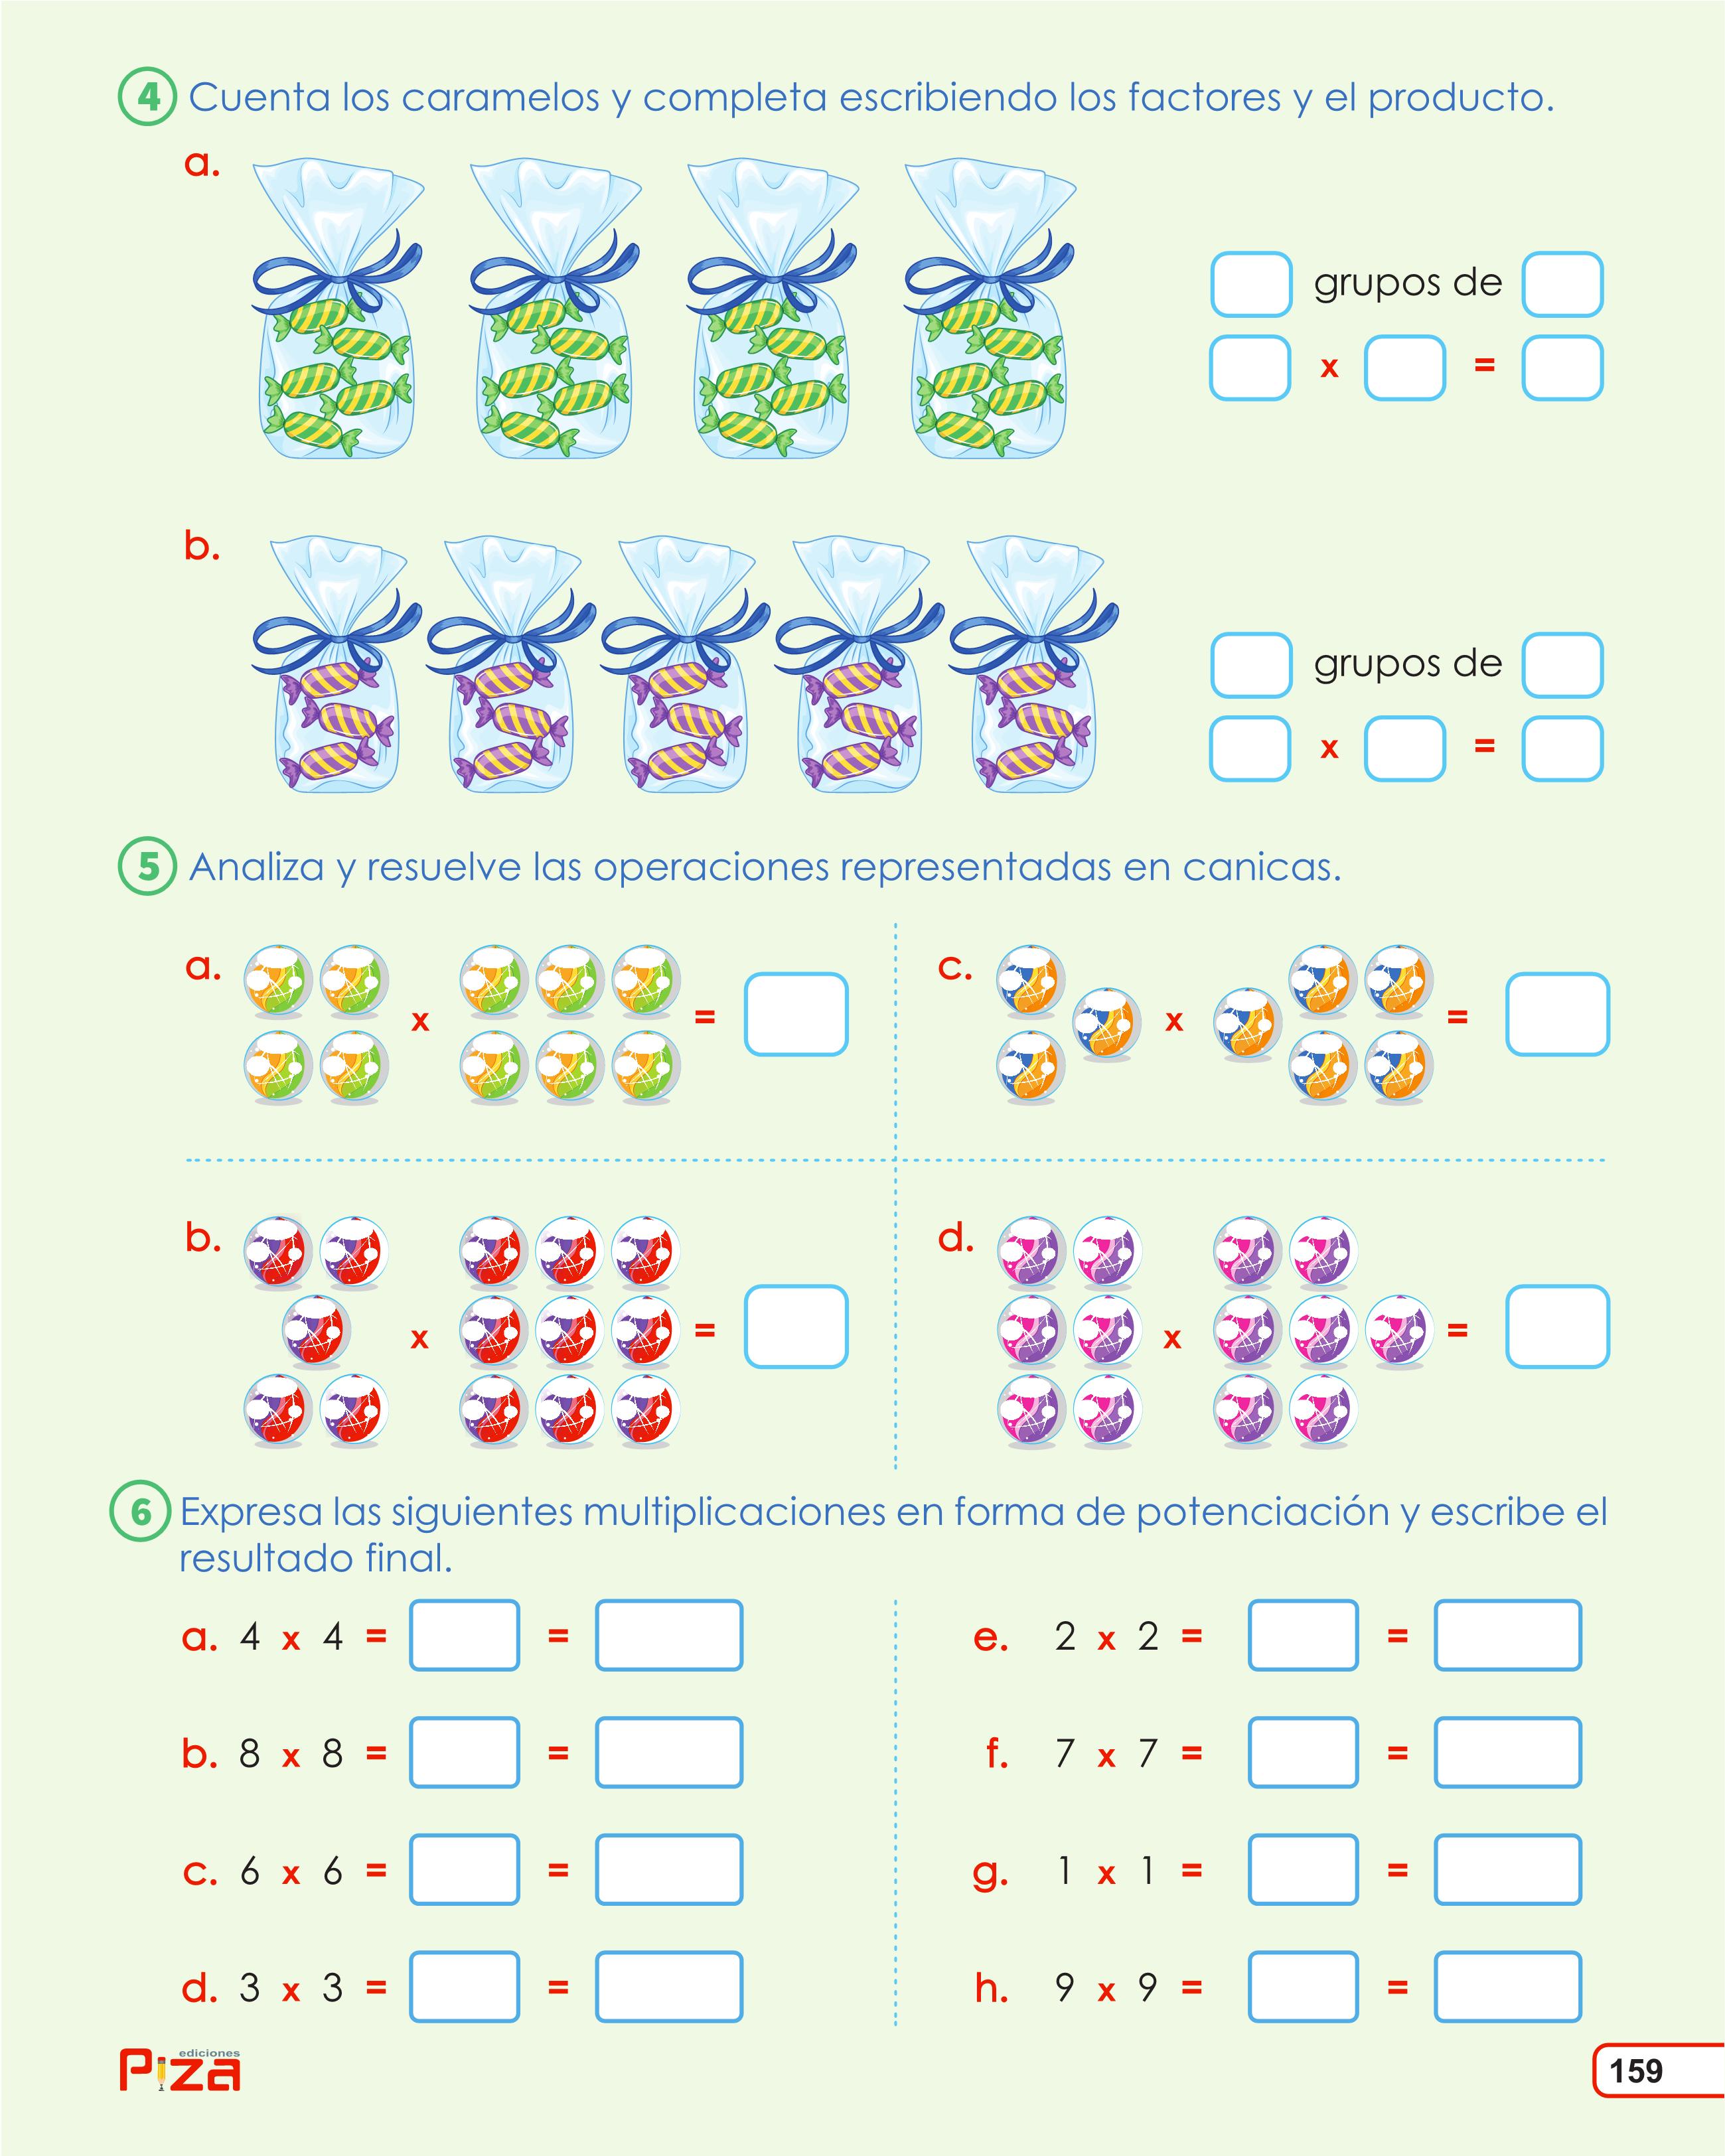 4 Cuenta los caramelos y completa escribiendo los factores y el producto.
a.
grupos de
x =
b.
grupos de
x =
5 Analiza y resuelve las operaciones representadas en canicas.
a. x =
c. x =
b. x =
d. x =
6 Expresa las siguientes multiplicaciones en forma de potenciación y escribe el
resultado final.
a. 4 x 4 = =
e. 2 x 2 = =
b. 8 x 8 = =
f. 7 x 7 = =
c. 6 x 6 = =
g. 1 x 1 = =
d. 3 x 3 = =
h. 9 x 9 = =
ediciones
Piza
159